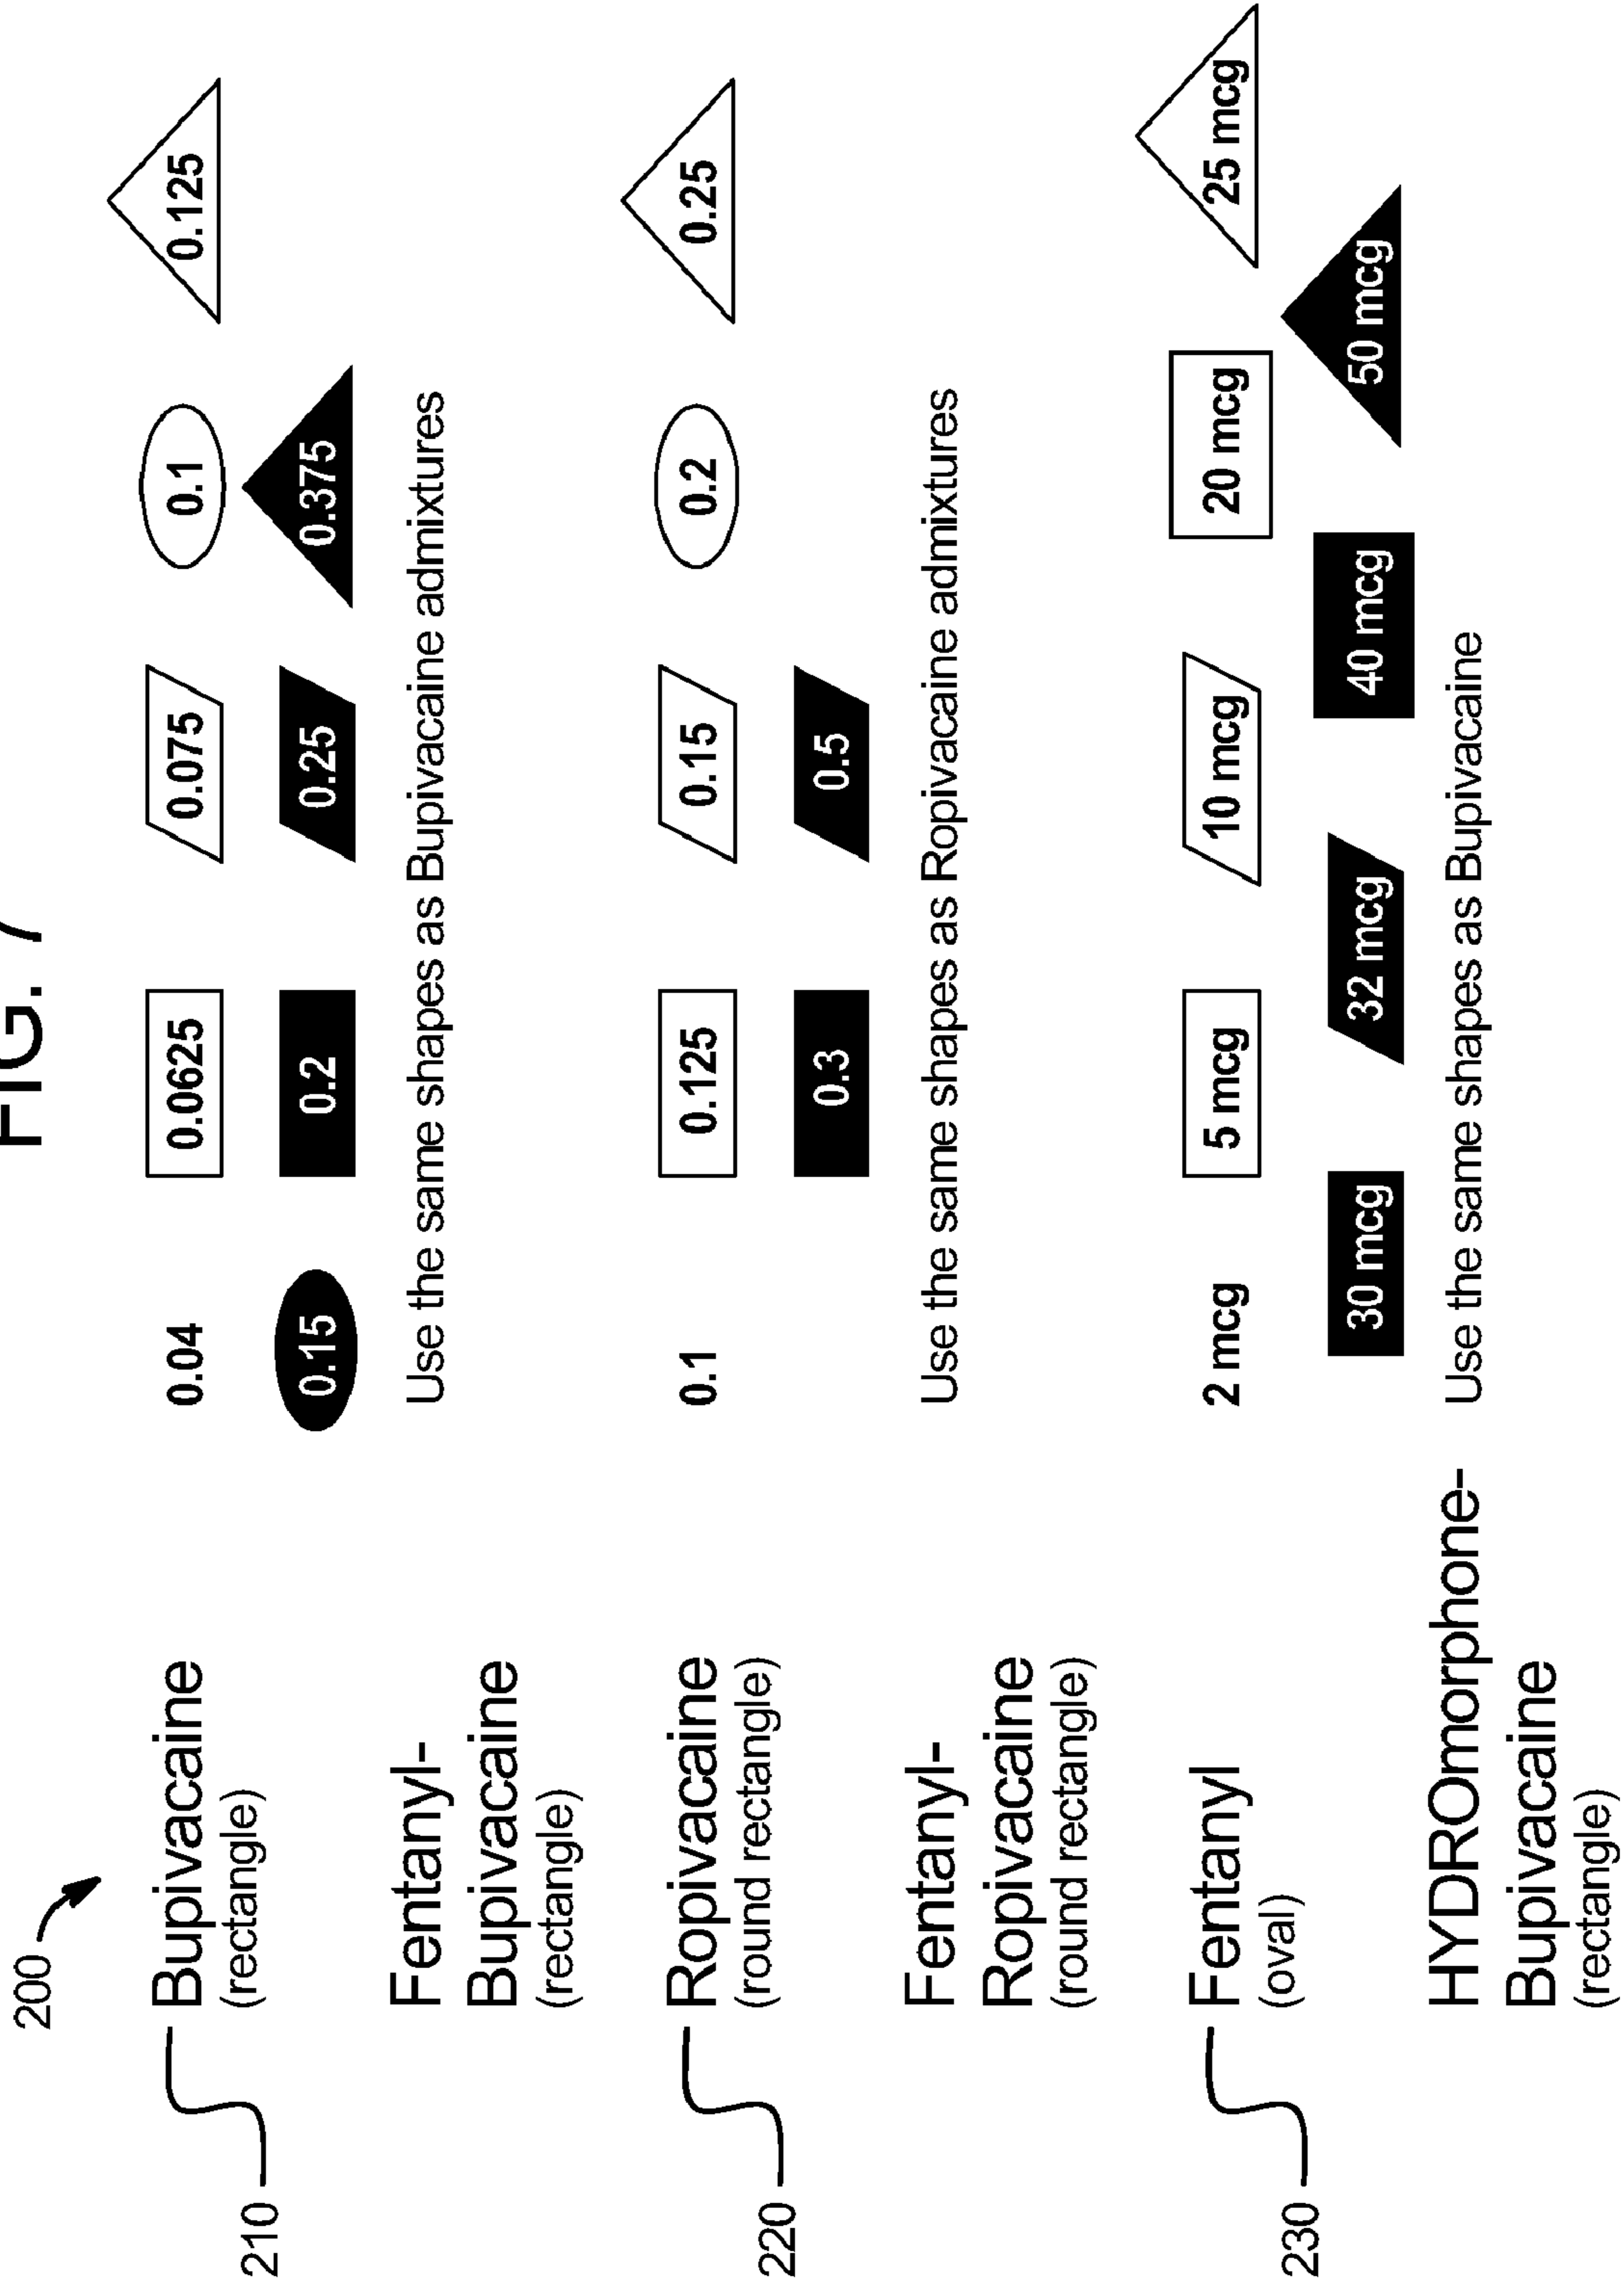 FIG. 7
200
210
Bupivacaine
(rectangle)
0.04 0.0625 0.075 0.1 0.125
0.15 0.2 0.25 0.375
Fentanyl-
Bupivacaine
(rectangle)
Use the same shapes as Bupivacaine admixtures
220
Ropivacaine
(round rectangle)
0.1 0.125 0.15 0.2 0.25
0.3 0.5
Fentanyl-
Ropivacaine
(round rectangle)
Use the same shapes as Ropivacaine admixtures
230
Fentanyl
(oval)
2 mcg 5 mcg 10 mcg 20 mcg 25 mcg
30 mcg 32 mcg 40 mcg 50 mcg
HYDROmorphone-
Bupivacaine
(rectangle)
Use the same shapes as Bupivacaine